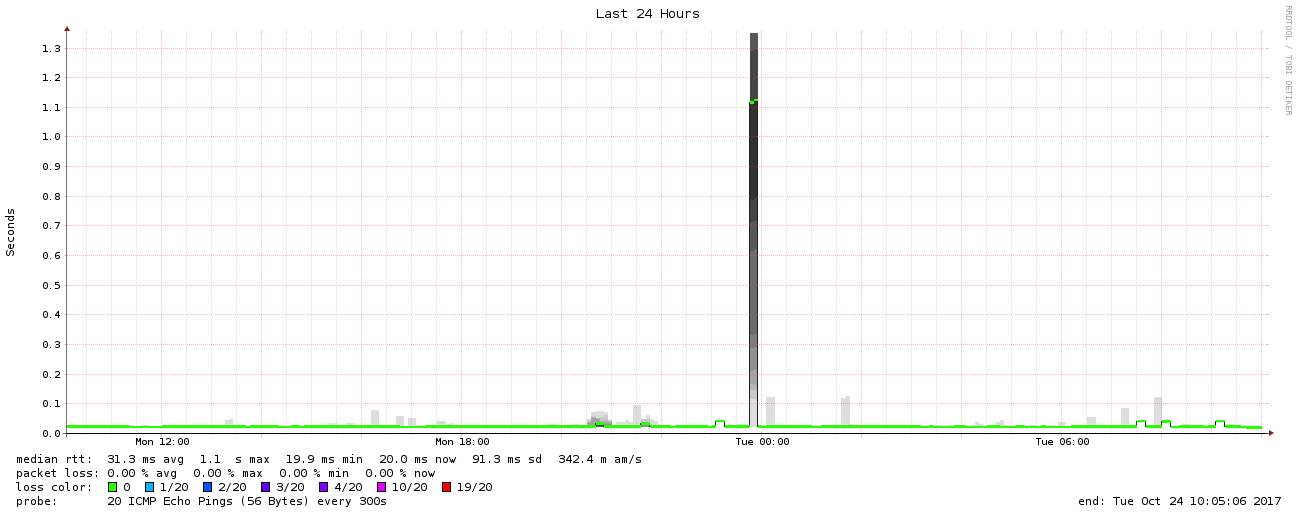 Last 24 Hours
RRDTOOL / TOBI OETIKER
Seconds
1.3
1.2
1.1
1.0
0.9
0.8
0.7
0.6
0.5
0.4
0.3
0.2
0.1
0.0
Mon 12:00 Mon 18:00 Tue 00:00 Tue 06:00
median rtt: 31.3 ms avg 1.1 s max 19.9 ms min 20.0 ms now 91.3 ms sd 342.4 m am/s
packet loss: 0.00 % avg 0.00 % max 0.00 % min 0.00 % now
loss color: 0 1/20 2/20 3/20 4/20 10/20 19/20
probe: 20 ICMP Echo Pings (56 Bytes) every 300s end: Tue Oct 24 10:05:06 2017